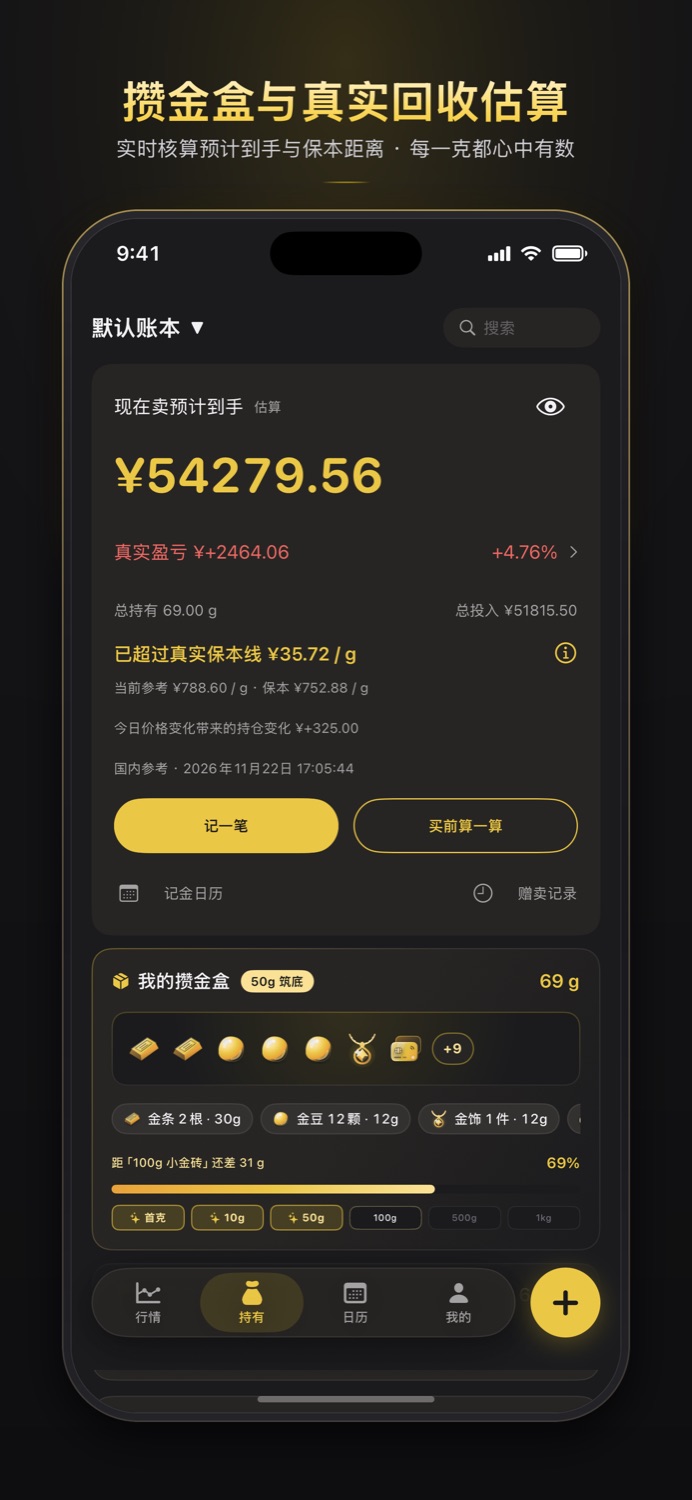 攒金盒与真实回收估算
实时核算预计到手与保本距离 · 每一克都心中有数
9:41
默认账本 ▼
搜索
现在卖预计到手 估算
¥54279.56
真实盈亏 ¥+2464.06 +4.76%
总持有 69.00 g 总投入 ¥51815.50
已超过真实保本线 ¥35.72 / g
当前参考 ¥788.60 / g · 保本 ¥752.88 / g
今日价格变化带来的持仓变化 ¥+325.00
国内参考 · 2026年11月22日 17:05:44
记一笔 买前算一算
记金日历 赠卖记录
我的攒金盒 50g 筑底 69 g
+9
金条 2 根 · 30g 金豆 12 颗 · 12g 金饰 1 件 · 12g
距「100g 小金砖」还差 31 g 69%
首克 10g 50g 100g 500g 1kg
行情 持有 日历 我的